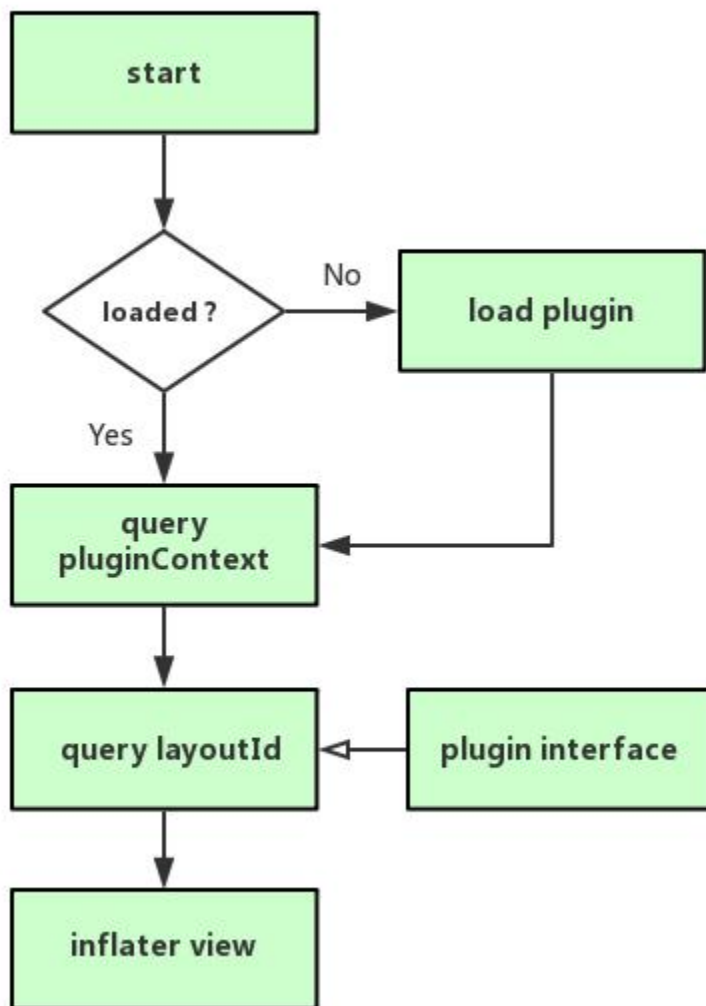 start
loaded ?
No
load plugin
Yes
query
pluginContext
query layoutId
plugin interface
inflater view